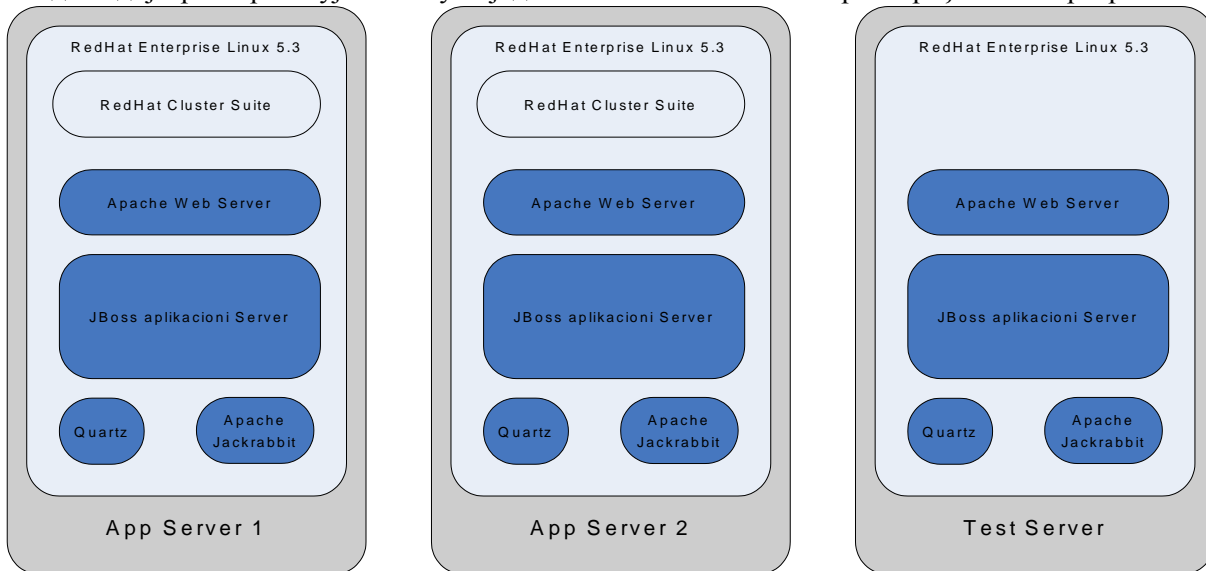 RedHat Enterprise Linux 5.3
RedHat Cluster Suite
Apache Web Server
JBoss aplikacioni Server
Quartz
Apache
Jackrabbit
App Server 1
RedHat Enterprise Linux 5.3
RedHat Cluster Suite
Apache Web Server
JBoss aplikacioni Server
Quartz
Apache
Jackrabbit
App Server 2
RedHat Enterprise Linux 5.3
Apache Web Server
JBoss aplikacioni Server
Quartz
Apache
Jackrabbit
Test Server